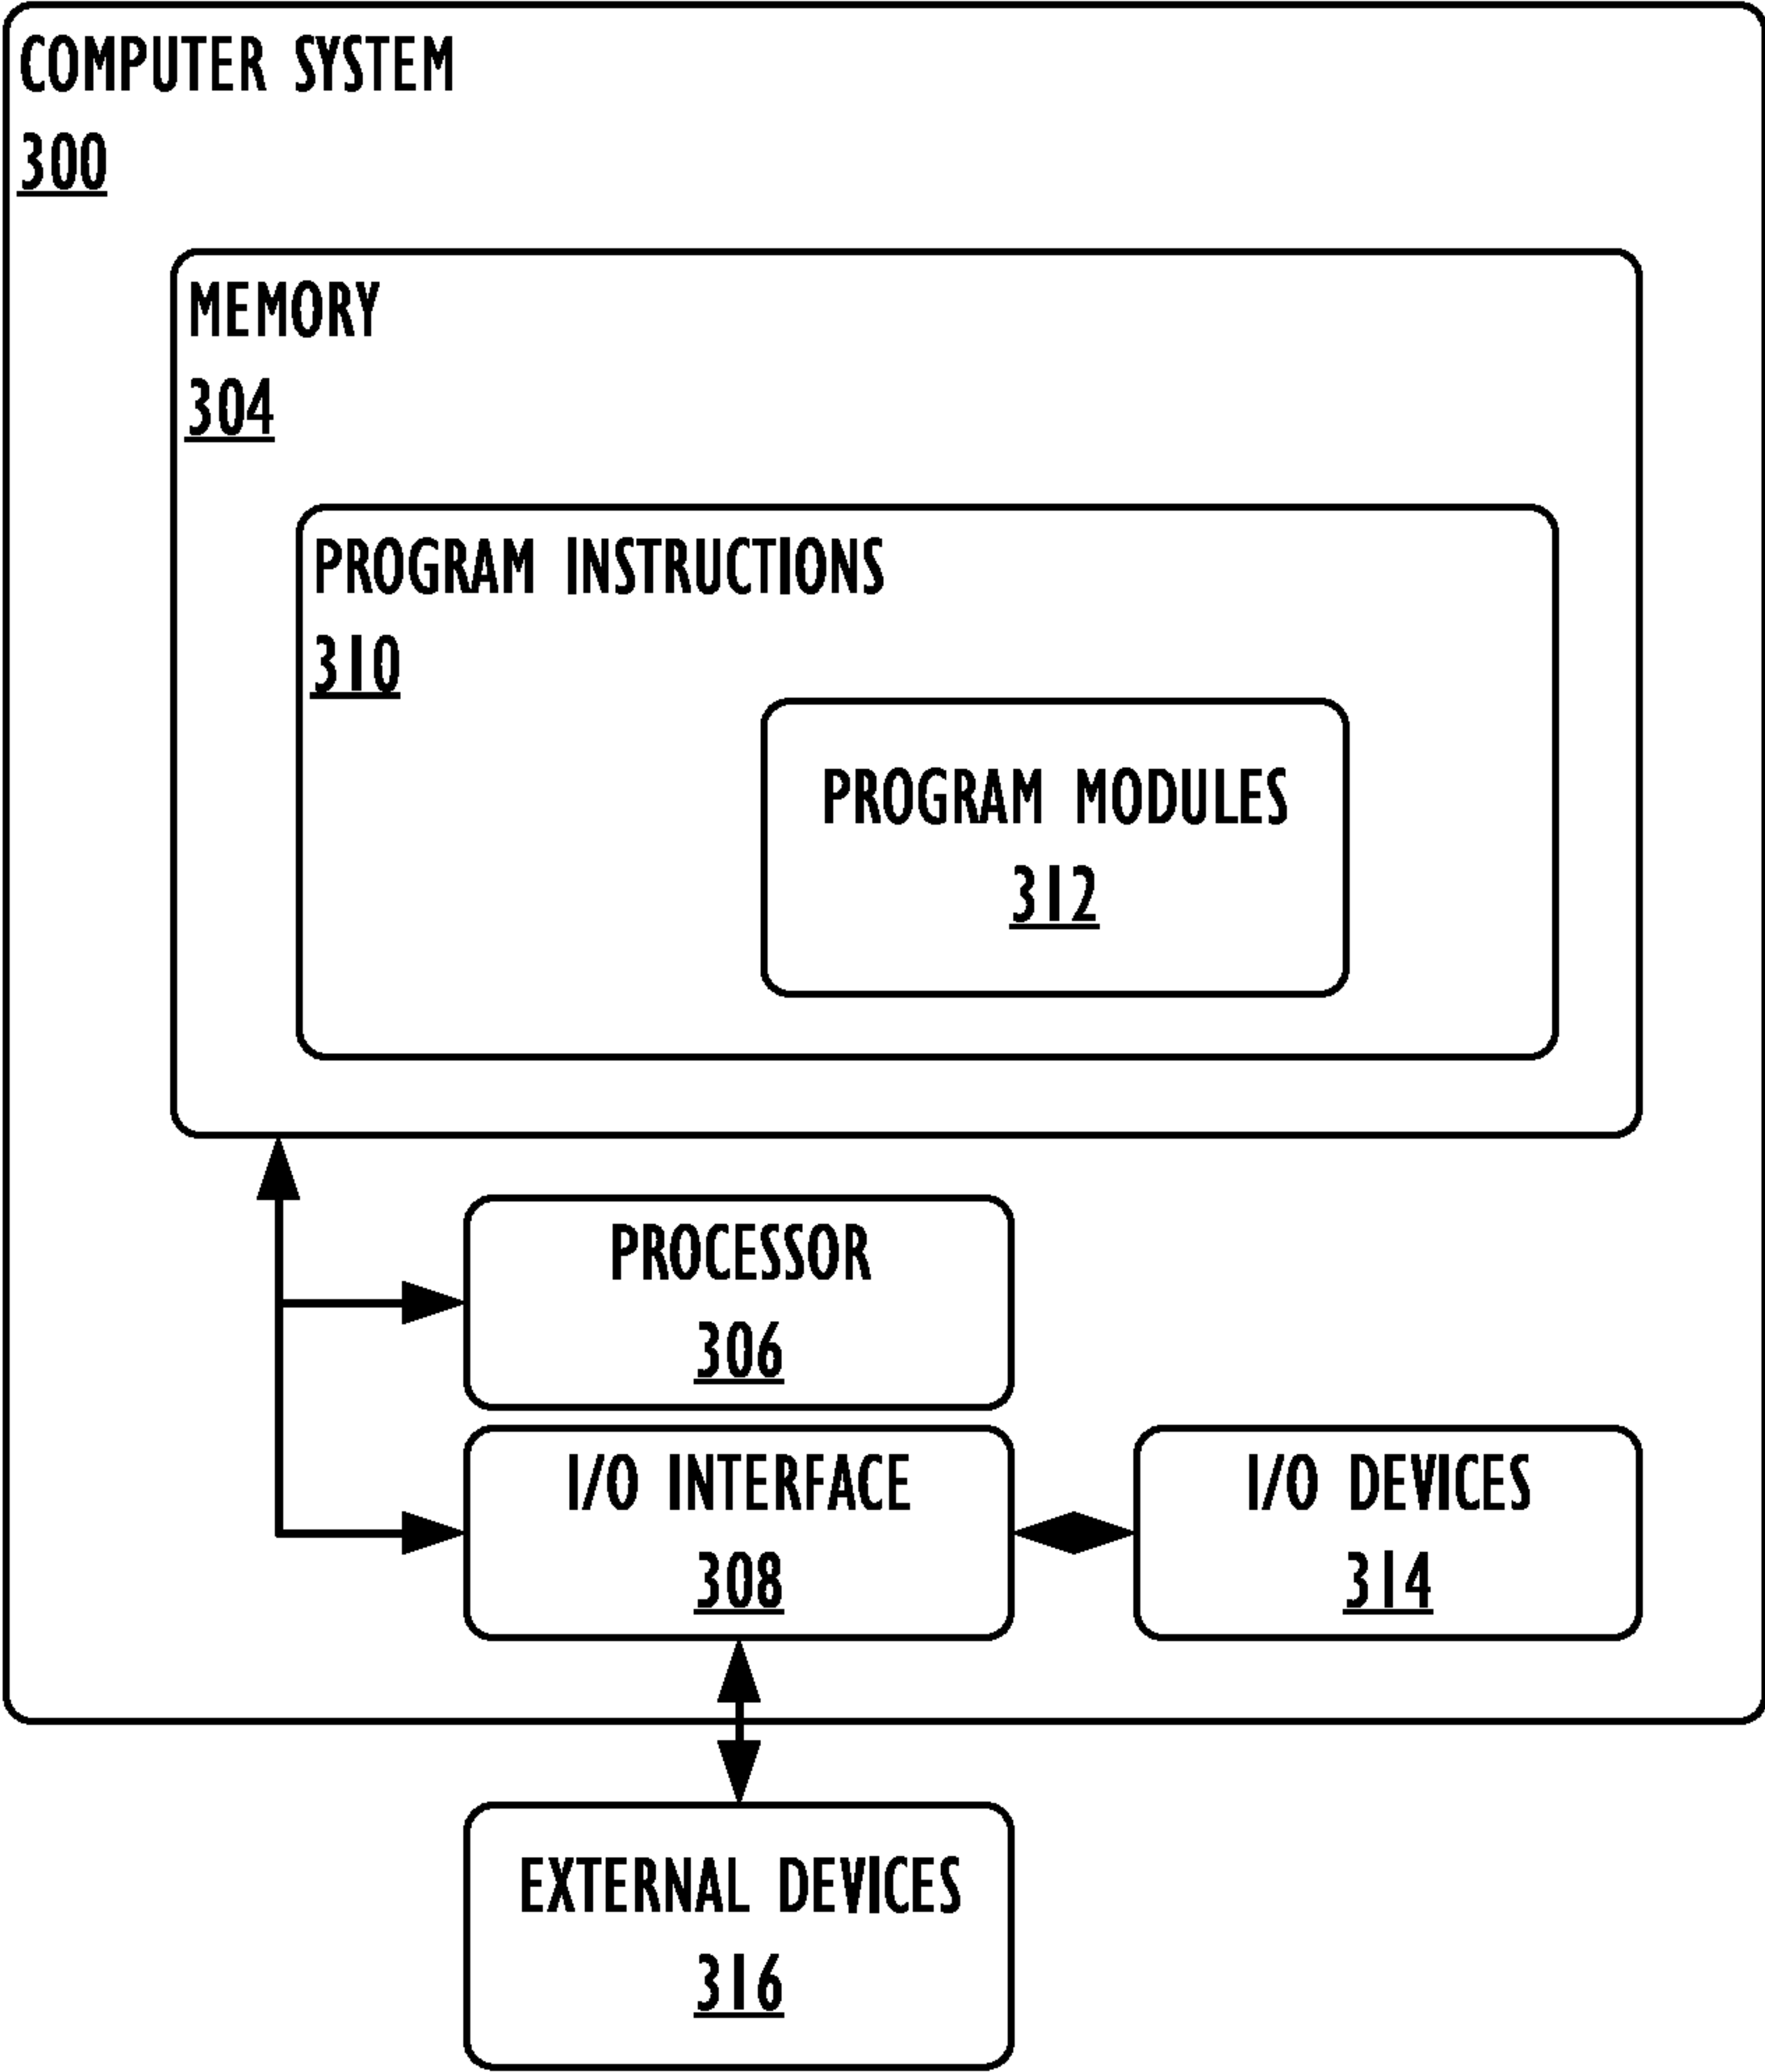 COMPUTER SYSTEM
300
MEMORY
304
PROGRAM INSTRUCTIONS
310
PROGRAM MODULES
312
PROCESSOR
306
I/O INTERFACE
308
I/O DEVICES
314
EXTERNAL DEVICES
316